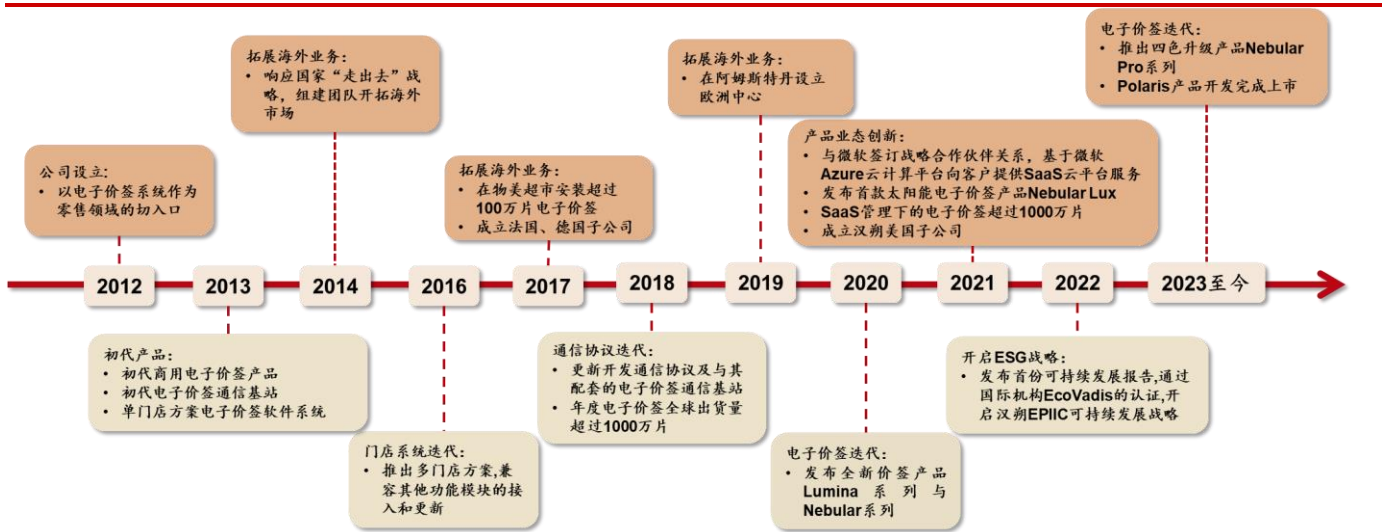 公司设立:
• 以电子价签系统作为
零售领域的切入口
拓展海外业务:
• 响应国家“走出去”战
略，组建团队开拓海外
市场
拓展海外业务:
• 在物美超市安装超过
100万片电子价签
• 成立法国、德国子公司
拓展海外业务:
• 在阿姆斯特丹设立
欧洲中心
产品业态创新:
• 与微软签订战略合作伙伴关系，基于微软
Azure云计算平台向客户提供SaaS云平台服务
• 发布首款太阳能电子价签产品Nebular Lux
• SaaS管理下的电子价签超过1000万片
• 成立汉朔美国子公司
电子价签迭代:
• 推出四色升级产品Nebular
Pro系列
• Polaris产品开发完成上市
2012
2013
2014
2016
2017
2018
2019
2020
2021
2022
2023至今
初代产品:
• 初代商用电子价签产品
• 初代电子价签通信基站
• 单门店方案电子价签软件系统
门店系统迭代:
• 推出多门店方案,兼
容其他功能模块的接
入和更新
通信协议迭代:
• 更新开发通信协议及与其
配套的电子价签通信基站
• 年度电子价签全球出货量
超过1000万片
电子价签迭代:
• 发布全新价签产品
Lumina 系列与
Nebular系列
开启ESG战略:
• 发布首份可持续发展报告,通过
国际机构EcoVadis的认证,开
启汉朔EPIIC可持续发展战略